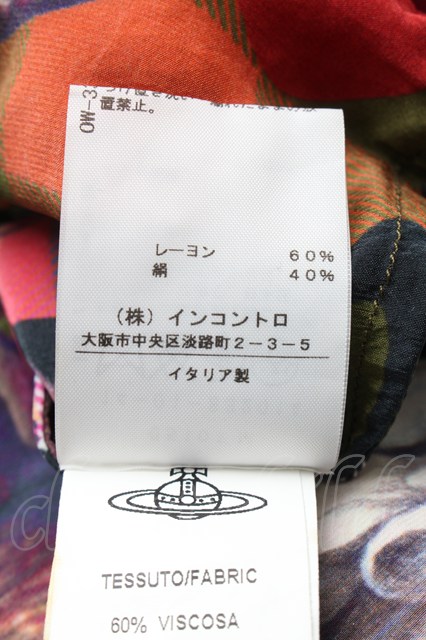 置禁止。
OW-33
レーヨン 60%
絹 40%
(株)インコントロ
大阪市中央区淡路町2-3-5
イタリア製
TESSUTO/FABRIC
60% VISCOSA